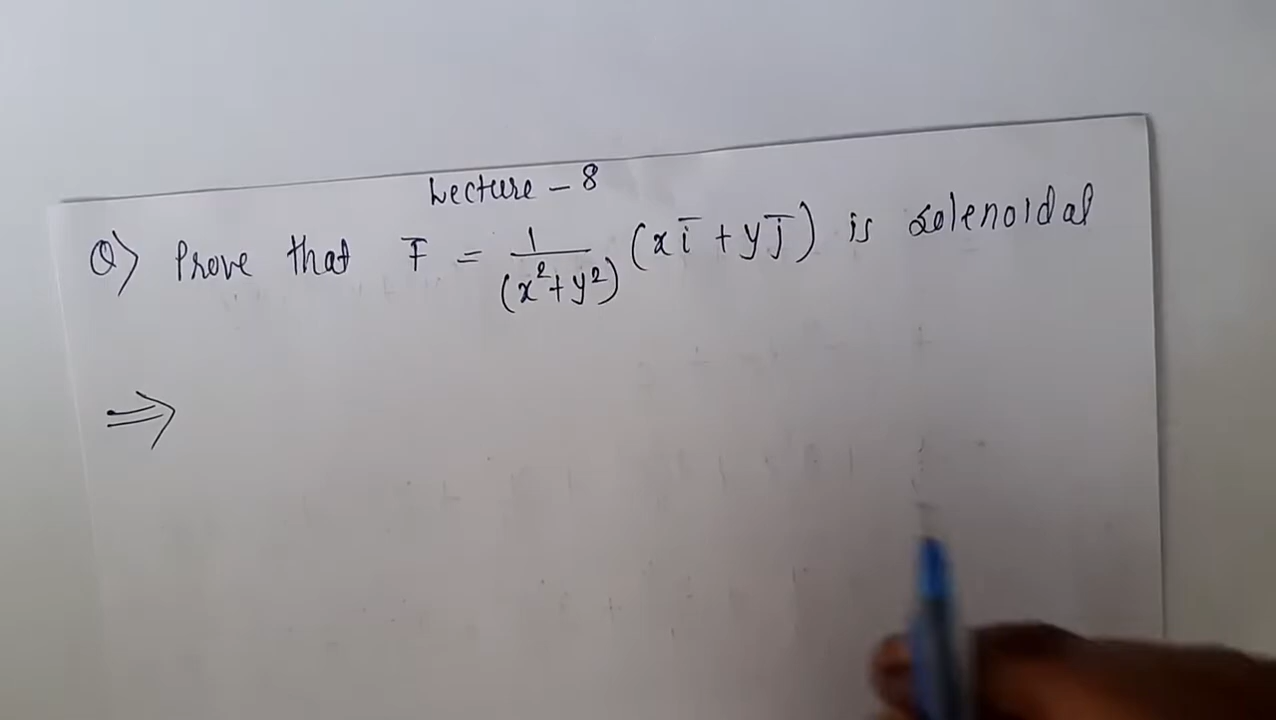 Lecture - 8
Q) Prove that F̅ = 1/(x²+y²) (x i̅ + y j̅) is solenoidal
⇒